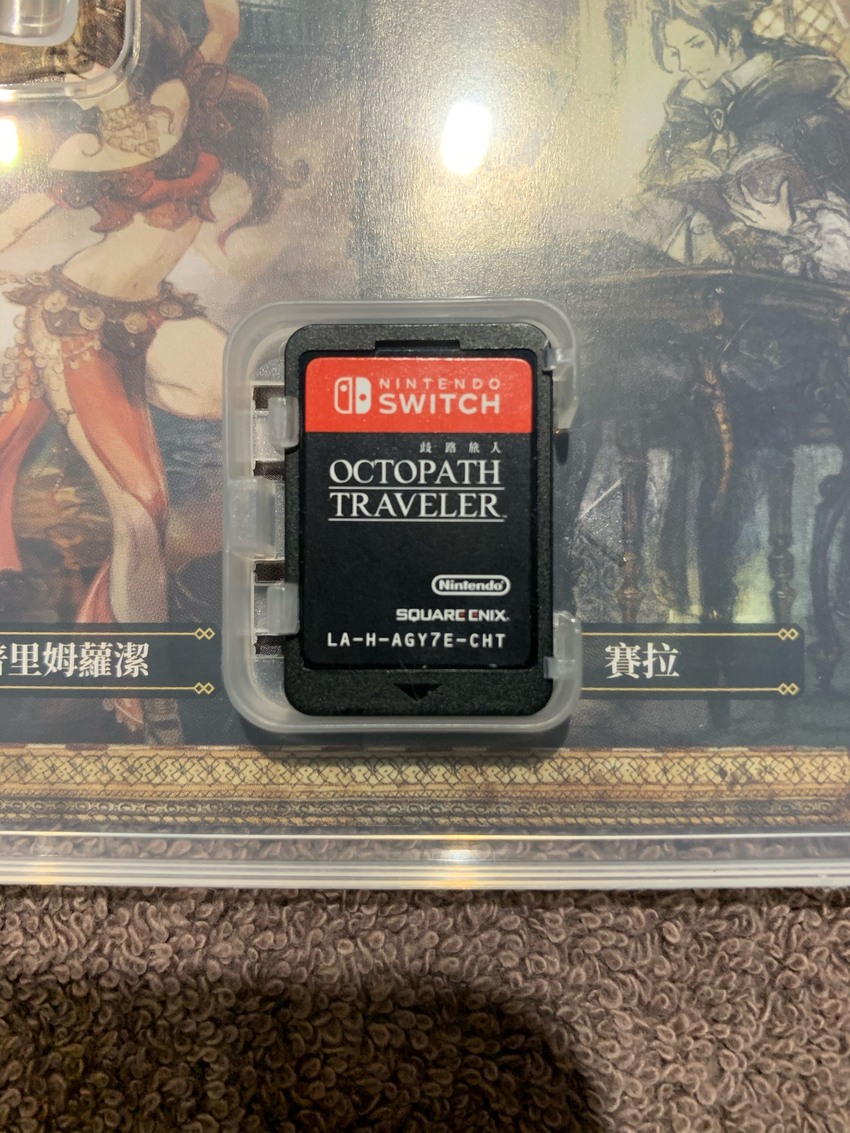 NINTENDO
SWITCH
歧路旅人
OCTOPATH
TRAVELER
Nintendo
SQUARE ENIX
LA-H-AGY7E-CHT
里姆蘿潔
賽拉